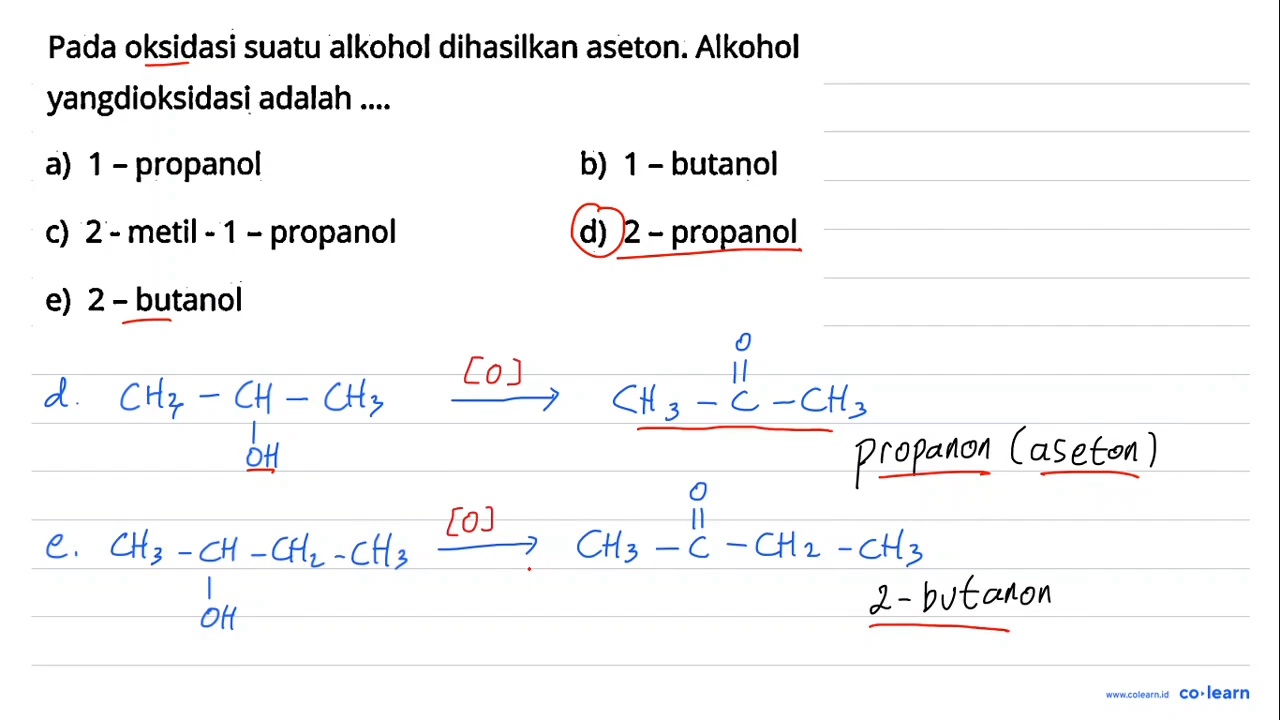 Pada oksidasi suatu alkohol dihasilkan aseton. Alkohol
yangdioksidasi adalah ....
a) 1 – propanol b) 1 – butanol
c) 2 - metil - 1 – propanol d) 2 – propanol
e) 2 – butanol
O
d. CH3 – CH – CH3 [O] → CH3 – C – CH3
OH
propanon (aseton)
O
e. CH3 – CH – CH2 – CH3 [O] → CH3 – C – CH2 – CH3
OH
2 - butanon
www.colearn.id co·learn